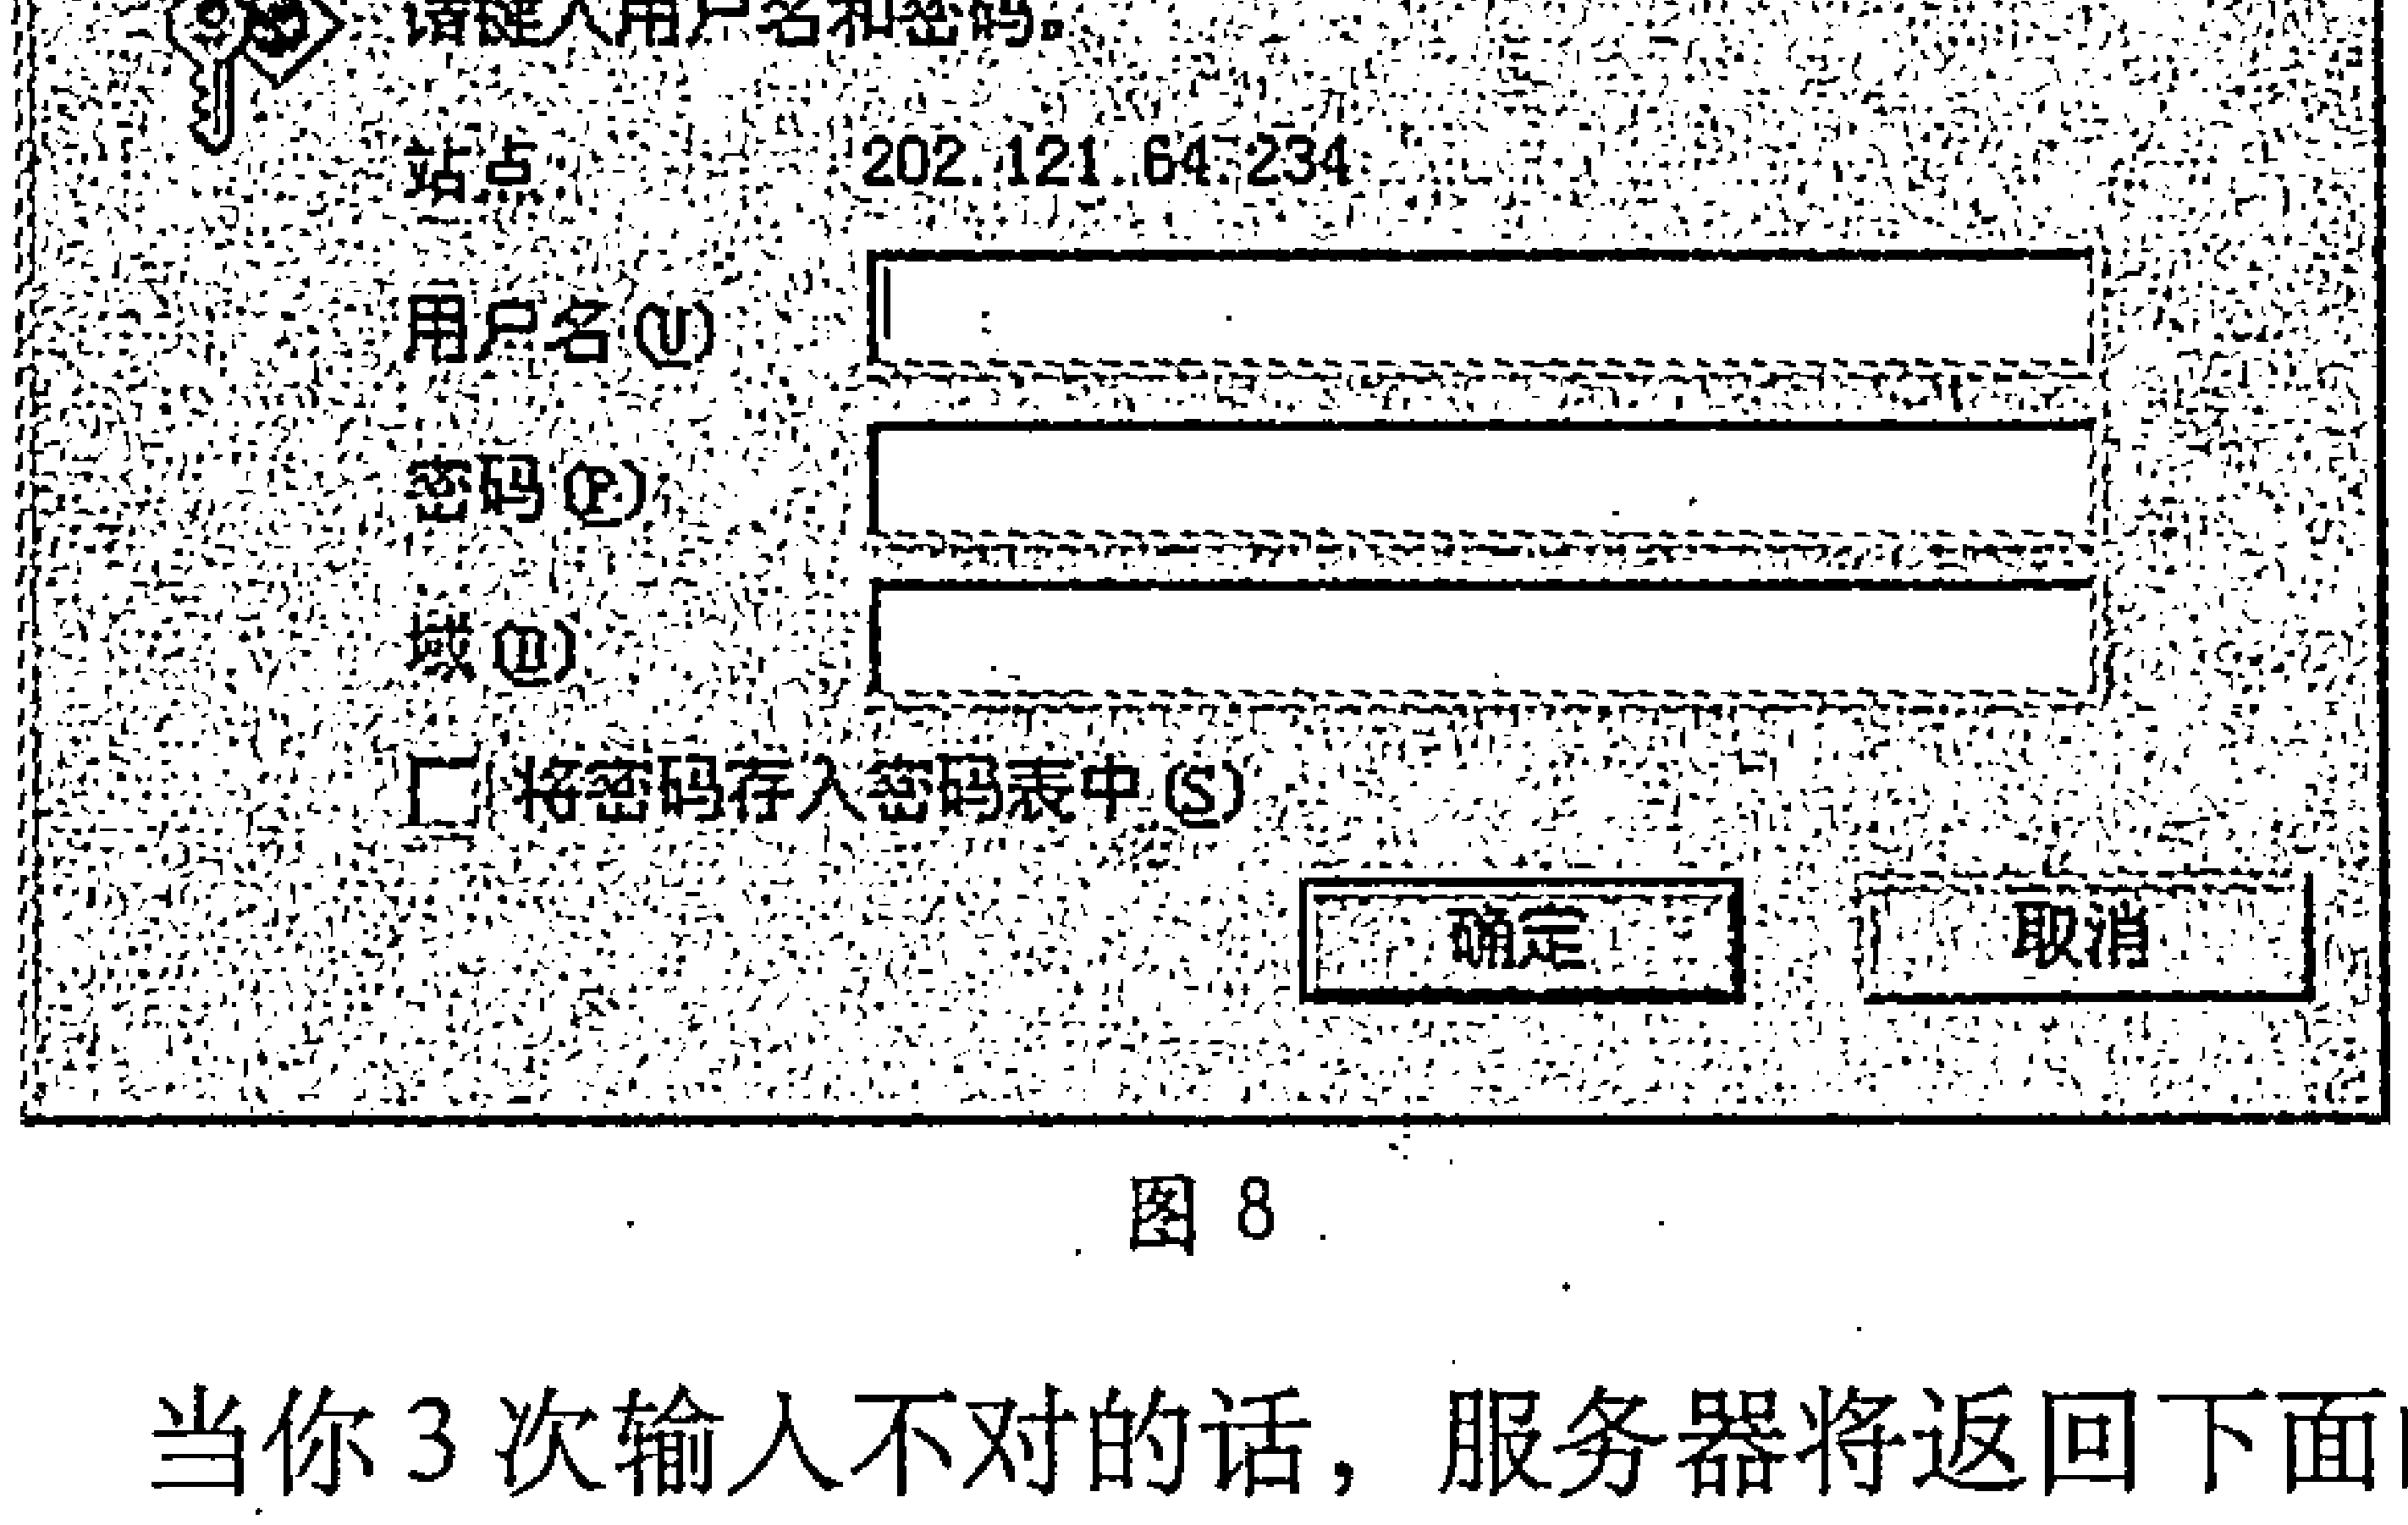 请键入用户名和密码。
站点: 202.121.64.234
用户名(U)
密码(P)
域(D)
将密码存入密码表中(S)
确定 取消
图 8
当你3次输入不对的话，服务器将返回下面